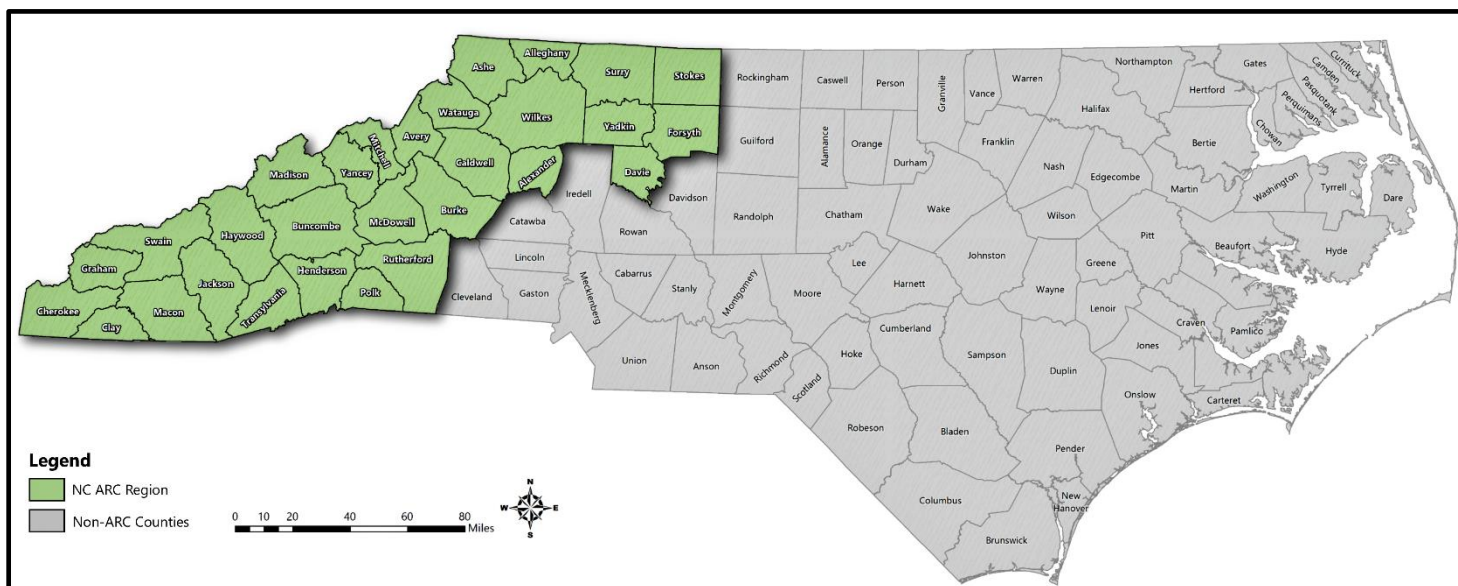 Alleghany
Ashe
Surry
Stokes
Rockingham
Caswell
Person
Granville
Vance
Warren
Northampton
Gates
Currituck
Camden
Pasquotank
Perquimans
Hertford
Halifax
Chowan
Watauga
Wilkes
Yadkin
Forsyth
Guilford
Alamance
Orange
Durham
Franklin
Nash
Bertie
Edgecombe
Martin
Washington
Tyrrell
Dare
Avery
Mitchell
Caldwell
Alexander
Davie
Iredell
Davidson
Madison
Yancey
Burke
McDowell
Buncombe
Haywood
Swain
Catawba
Rowan
Randolph
Chatham
Wake
Wilson
Pitt
Beaufort
Hyde
Graham
Jackson
Henderson
Rutherford
Lincoln
Cabarrus
Stanly
Montgomery
Moore
Lee
Harnett
Johnston
Wayne
Greene
Lenoir
Craven
Pamlico
Cherokee
Clay
Macon
Transylvania
Polk
Cleveland
Gaston
Mecklenburg
Union
Anson
Richmond
Scotland
Hoke
Cumberland
Sampson
Duplin
Jones
Onslow
Carteret
Robeson
Bladen
Pender
New
Hanover
Columbus
Brunswick
Legend
NC ARC Region
Non-ARC Counties
0 10 20 40 60 80
Miles
N
W E
S